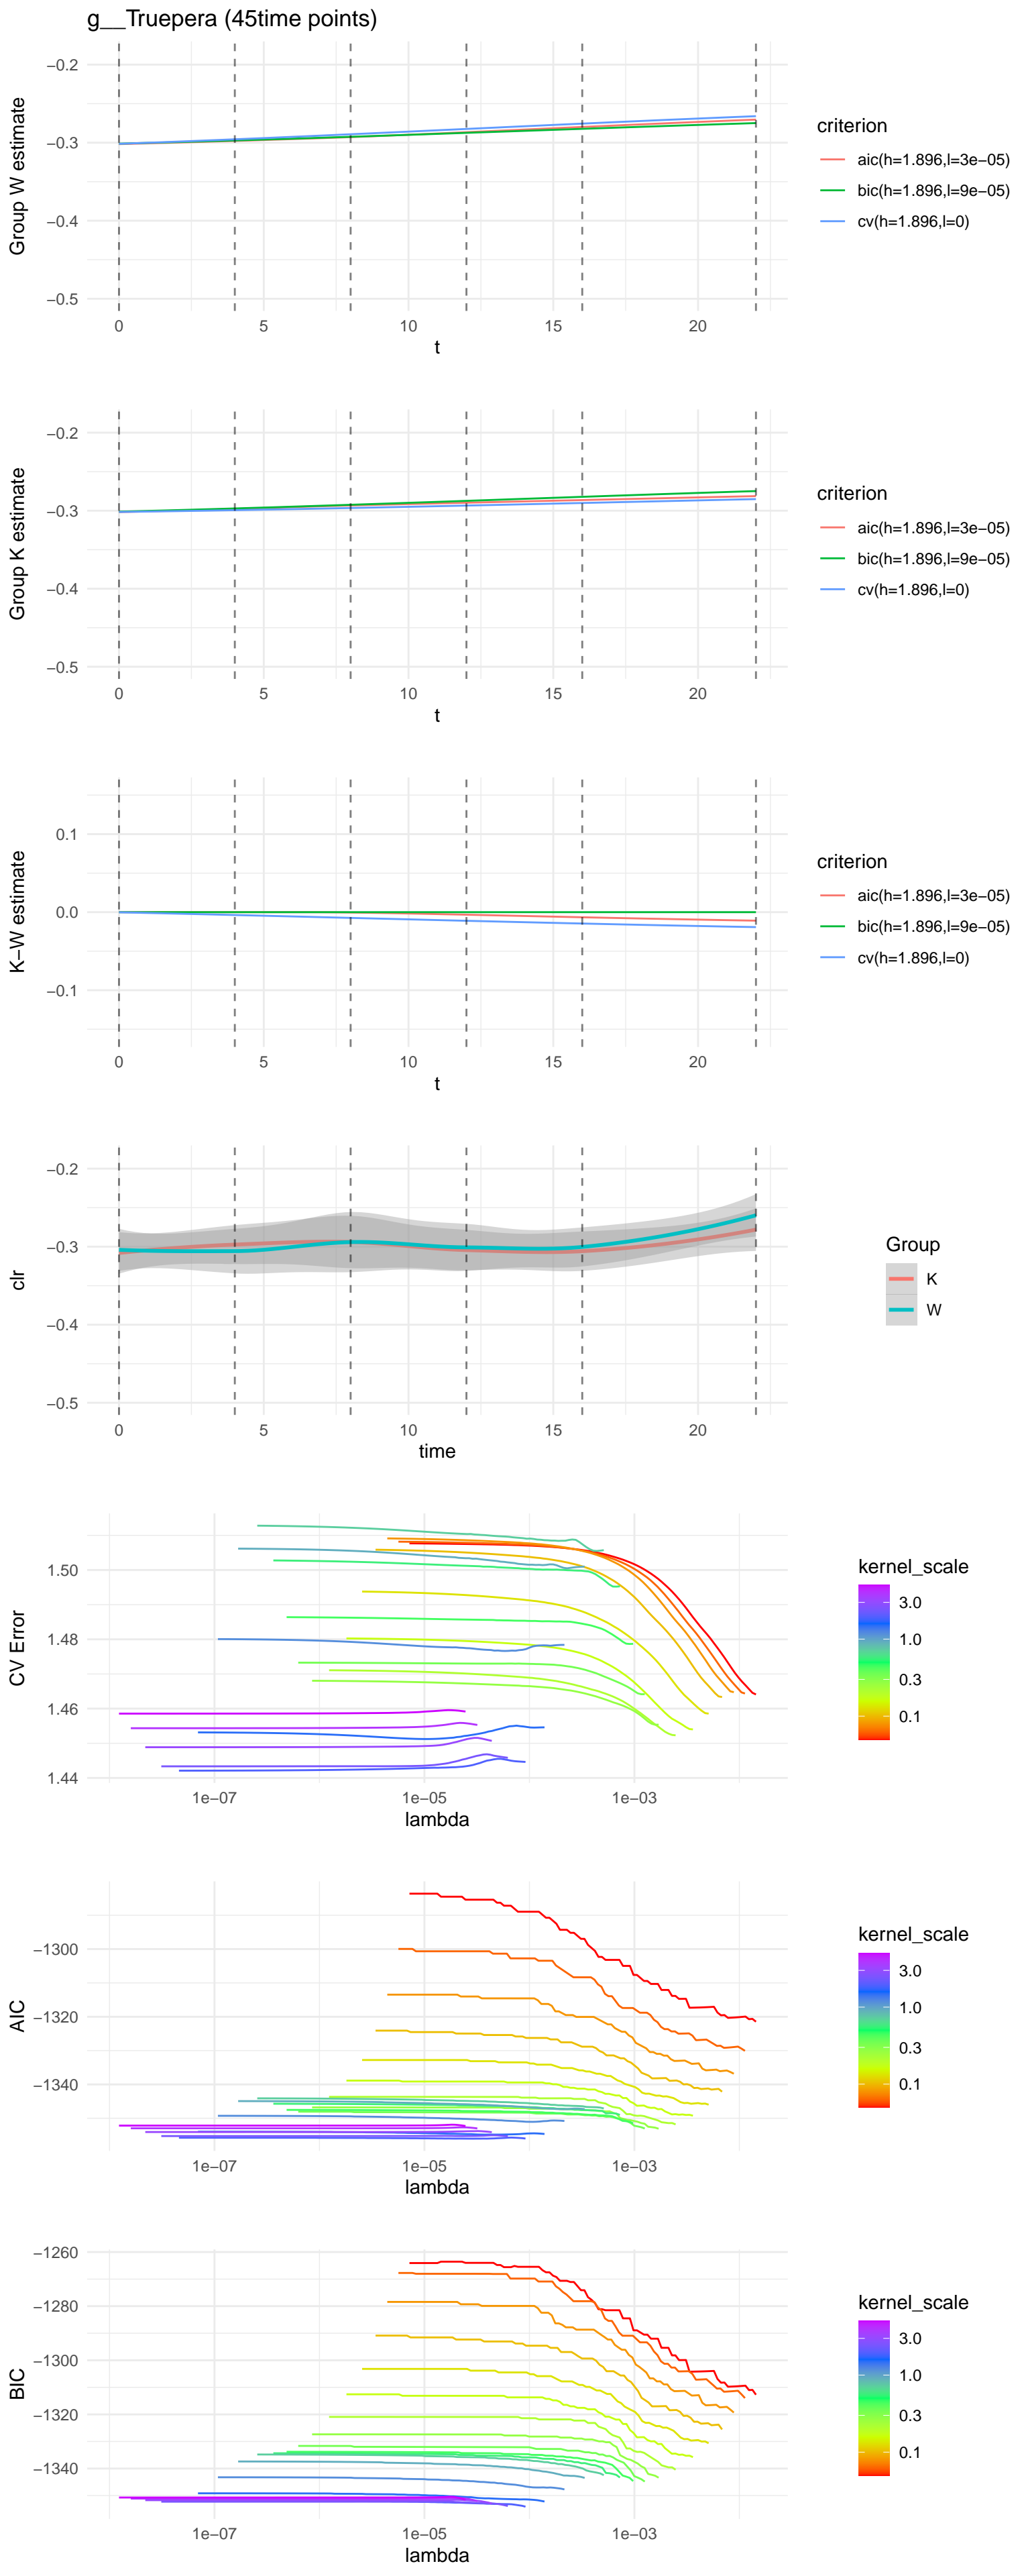 g__Truepera (45time points)
Group W estimate
−0.2
−0.3
−0.4
−0.5
0 5 10 15 20
t
criterion
aic(h=1.896,l=3e−05)
bic(h=1.896,l=9e−05)
cv(h=1.896,l=0)
Group K estimate
−0.2
−0.3
−0.4
−0.5
0 5 10 15 20
t
criterion
aic(h=1.896,l=3e−05)
bic(h=1.896,l=9e−05)
cv(h=1.896,l=0)
K−W estimate
0.1
0.0
−0.1
0 5 10 15 20
t
criterion
aic(h=1.896,l=3e−05)
bic(h=1.896,l=9e−05)
cv(h=1.896,l=0)
clr
−0.2
−0.3
−0.4
−0.5
0 5 10 15 20
time
Group
K
W
CV Error
1.50
1.48
1.46
1.44
1e−07 1e−05 1e−03
lambda
kernel_scale
3.0
1.0
0.3
0.1
AIC
−1300
−1320
−1340
1e−07 1e−05 1e−03
lambda
kernel_scale
3.0
1.0
0.3
0.1
BIC
−1260
−1280
−1300
−1320
−1340
1e−07 1e−05 1e−03
lambda
kernel_scale
3.0
1.0
0.3
0.1